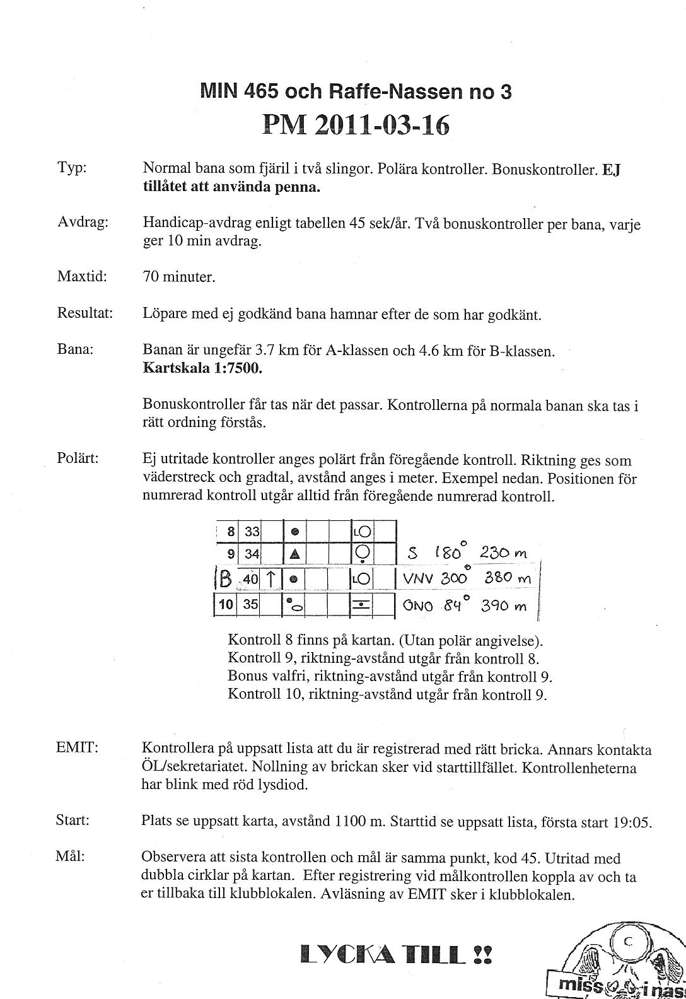 MIN 465 och Raffe-Nassen no 3
PM 2011-03-16
Typ: Normal bana som fjäril i två slingor. Polära kontroller. Bonuskontroller. EJ
tillåtet att använda penna.
Avdrag: Handicap-avdrag enligt tabellen 45 sek/år. Två bonuskontroller per bana, varje
ger 10 min avdrag.
Maxtid: 70 minuter.
Resultat: Löpare med ej godkänd bana hamnar efter de som har godkänt.
Bana: Banan är ungefär 3.7 km för A-klassen och 4.6 km för B-klassen.
Kartskala 1:7500.
Bonuskontroller får tas när det passar. Kontrollerna på normala banan ska tas i
rätt ordning förstås.
Polärt: Ej utritade kontroller anges polärt från föregående kontroll. Riktning ges som
väderstreck och gradtal, avstånd anges i meter. Exempel nedan. Positionen för
numrerad kontroll utgår alltid från föregående numrerad kontroll.
8 33
9 34 S 180° 230 m
B 40 VNV 300° 380 m
10 35 ONO 84° 390 m
Kontroll 8 finns på kartan. (Utan polär angivelse).
Kontroll 9, riktning-avstånd utgår från kontroll 8.
Bonus valfri, riktning-avstånd utgår från kontroll 9.
Kontroll 10, riktning-avstånd utgår från kontroll 9.
EMIT: Kontrollera på uppsatt lista att du är registrerad med rätt bricka. Annars kontakta
ÖL/sekretariatet. Nollning av brickan sker vid starttillfället. Kontrollenheterna
har blink med röd lysdiod.
Start: Plats se uppsatt karta, avstånd 1100 m. Starttid se uppsatt lista, första start 19:05.
Mål: Observera att sista kontrollen och mål är samma punkt, kod 45. Utritad med
dubbla cirklar på kartan. Efter registrering vid målkontrollen koppla av och ta
er tillbaka till klubblokalen. Avläsning av EMIT sker i klubblokalen.
LYCKA TILL !!
C
miss i nas